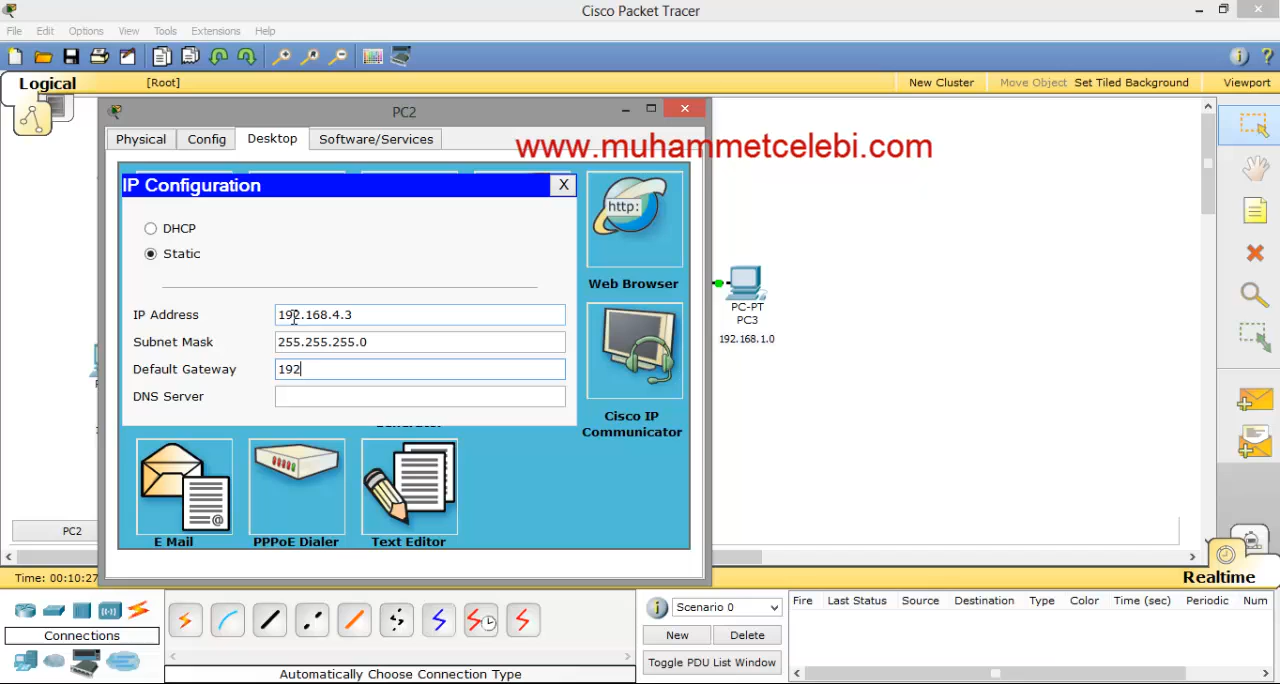 Cisco Packet Tracer
File Edit Options View Tools Extensions Help
Logical [Root] New Cluster Move Object Set Tiled Background Viewport
PC2
Physical Config Desktop Software/Services
www.muhammetcelebi.com
IP Configuration X
http:
DHCP
Static
Web Browser
IP Address 192.168.4.3
Subnet Mask 255.255.255.0
Default Gateway 192
DNS Server
PC-PT
PC3
192.168.1.0
Cisco IP
Communicator
E Mail PPPoE Dialer Text Editor
PC2
Time: 00:10:27
Realtime
Connections
Automatically Choose Connection Type
Scenario 0
New Delete
Toggle PDU List Window
Fire Last Status Source Destination Type Color Time (sec) Periodic Num